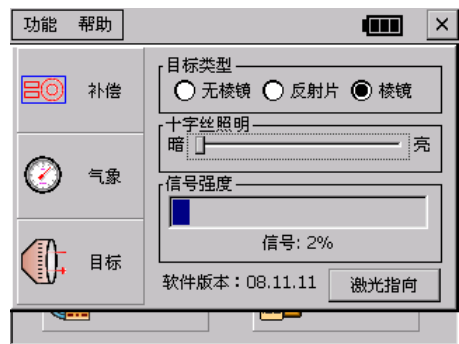 功能 帮助
补偿
气象
目标
目标类型
无棱镜 反射片 棱镜
十字丝照明
暗 亮
信号强度
信号: 2%
软件版本：08.11.11 激光指向